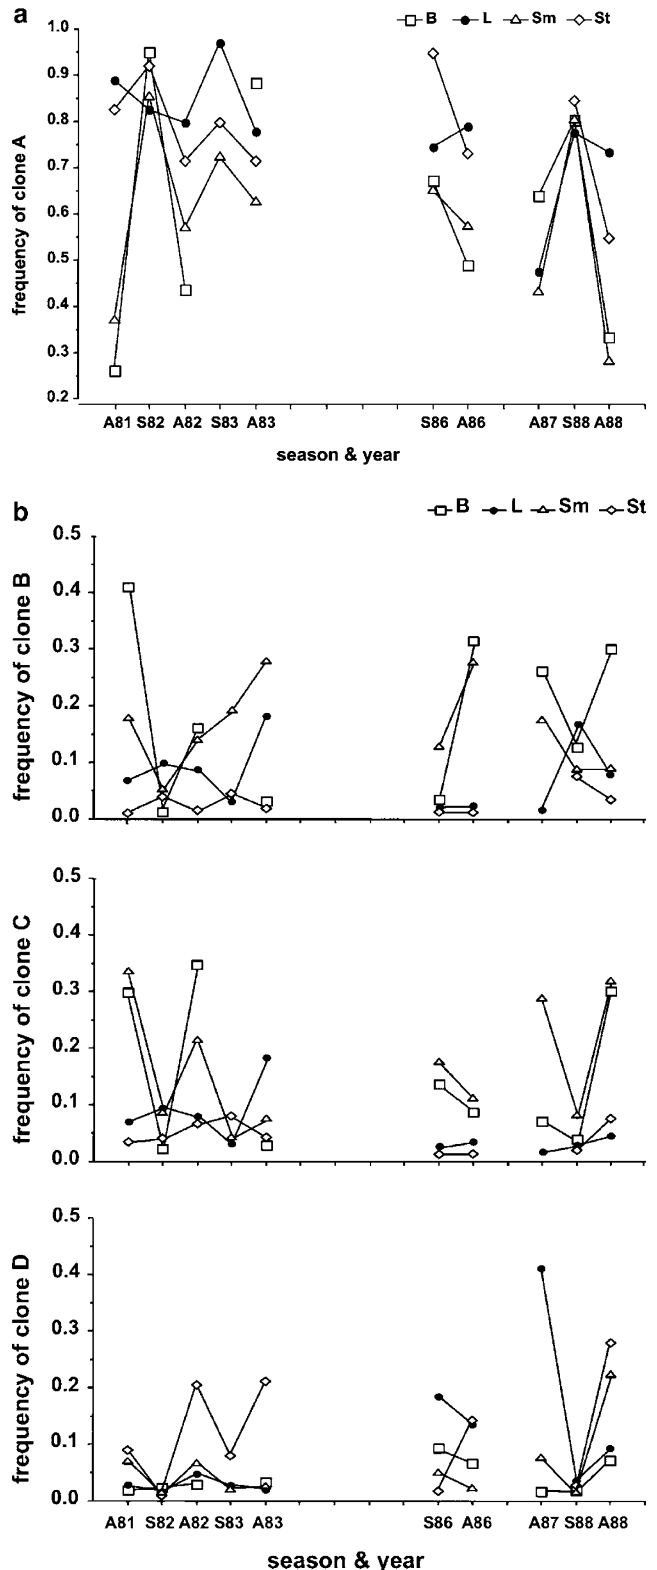 a
B L Sm St
1.0
0.9
0.8
0.7
0.6
0.5
0.4
0.3
0.2
frequency of clone A
A81 S82 A82 S83 A83 S86 A86 A87 S88 A88
season & year
b
B L Sm St
0.5
0.4
0.3
0.2
0.1
0.0
frequency of clone B
0.5
0.4
0.3
0.2
0.1
0.0
frequency of clone C
0.5
0.4
0.3
0.2
0.1
0.0
frequency of clone D
A81 S82 A82 S83 A83 S86 A86 A87 S88 A88
season & year